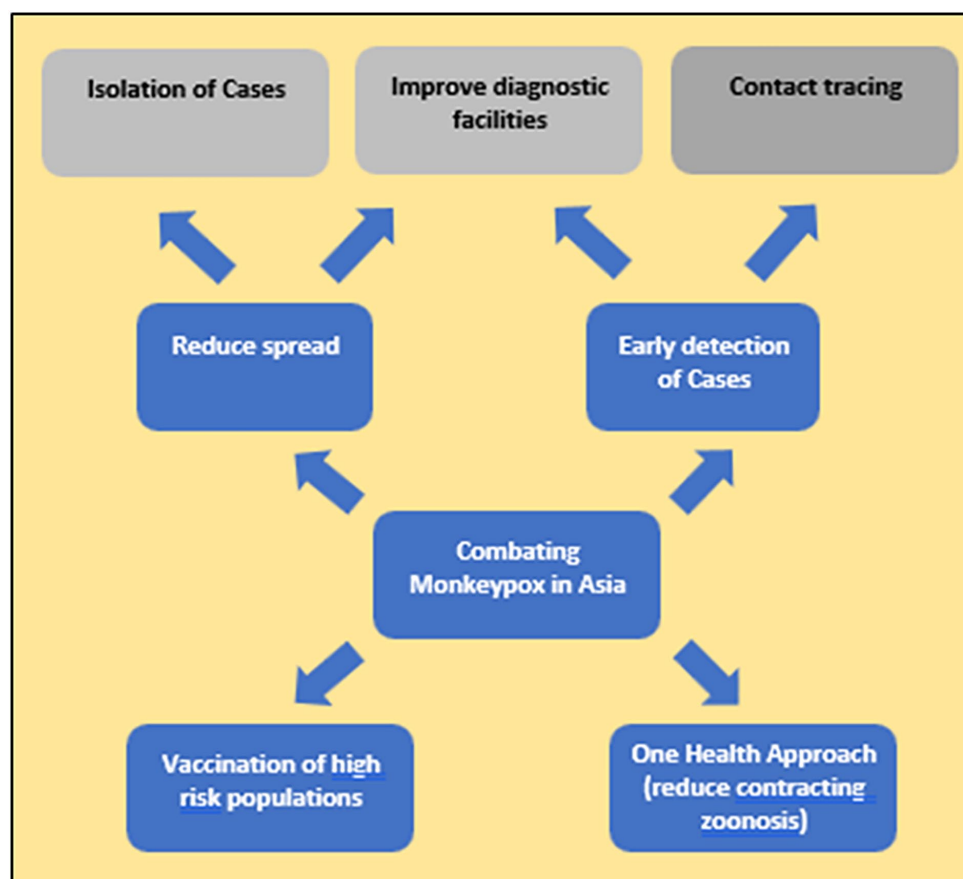 Isolation of Cases
Improve diagnostic
facilities
Contact tracing
Reduce spread
Early detection
of Cases
Combating
Monkeypox in Asia
Vaccination of high
risk populations
One Health Approach
(reduce contracting
zoonosis)